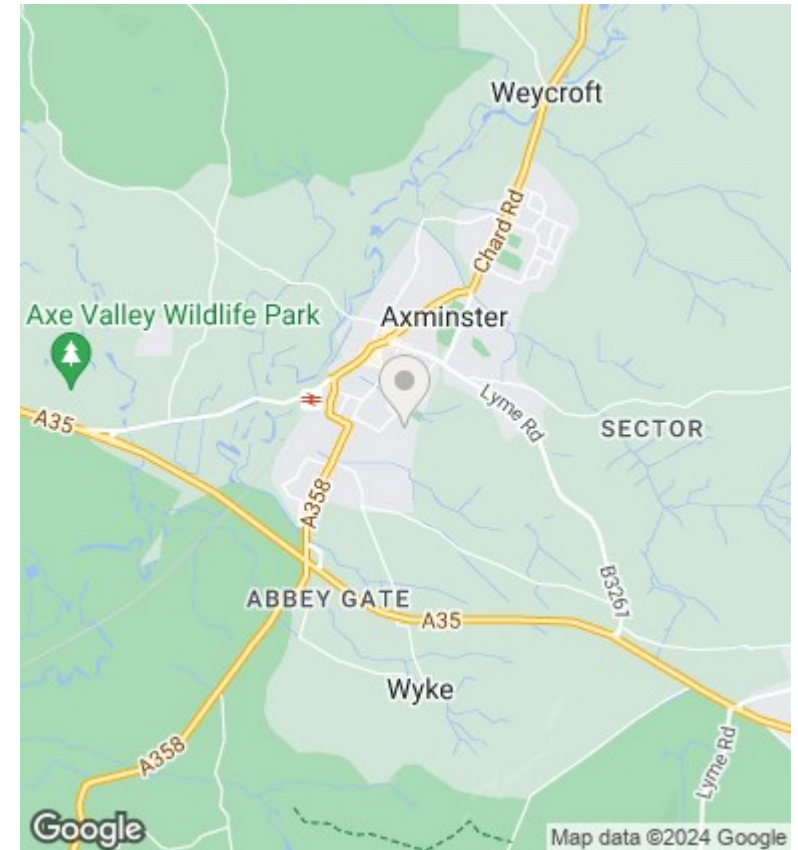 Weycroft
Chard Rd
Axe Valley Wildlife Park
Axminster
A35
Lyme Rd
SECTOR
A358
B3261
ABBEY GATE
A35
Wyke
A358
Lyme Rd
Google
Map data ©2024 Google